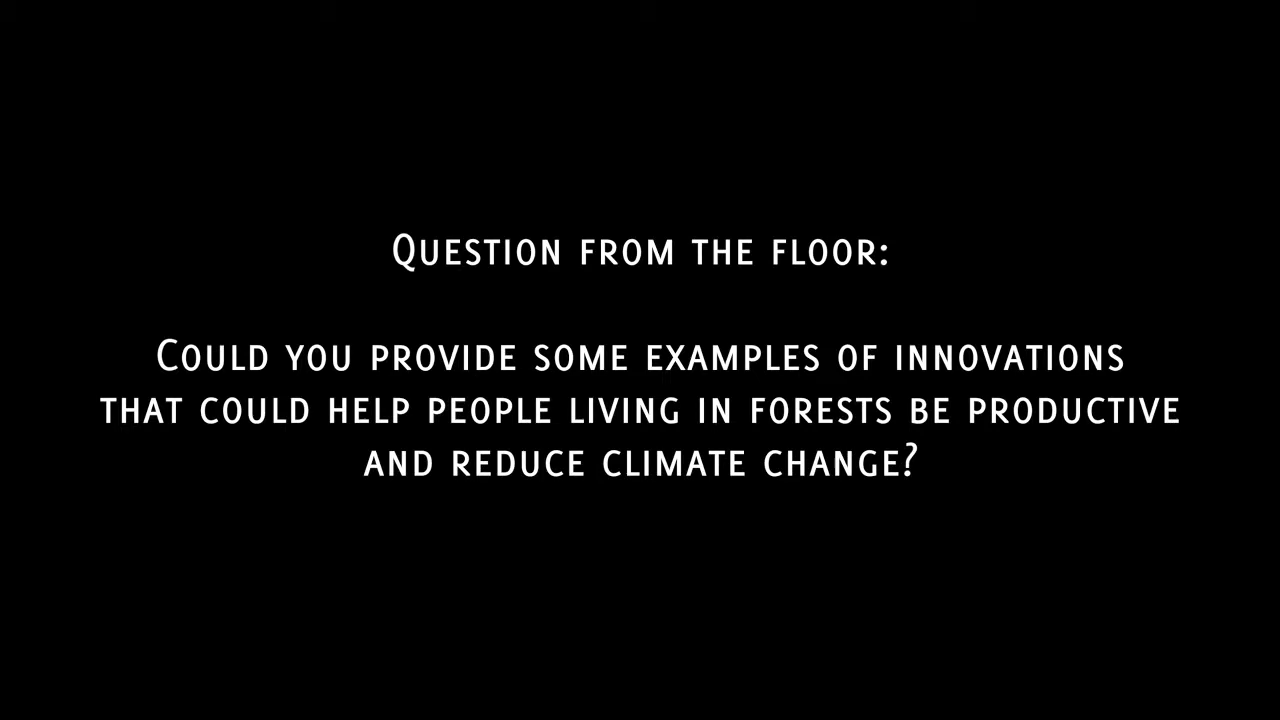 Question from the floor:
Could you provide some examples of innovations
that could help people living in forests be productive
and reduce climate change?